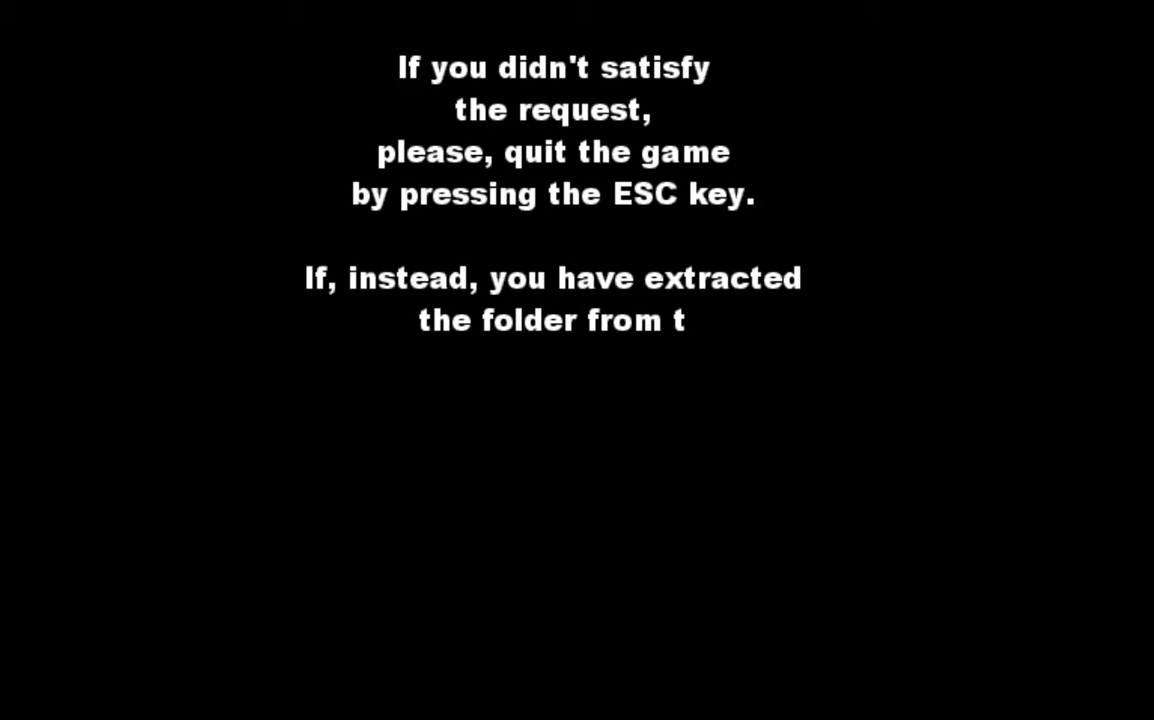 If you didn't satisfy
the request,
please, quit the game
by pressing the ESC key.
If, instead, you have extracted
the folder from t